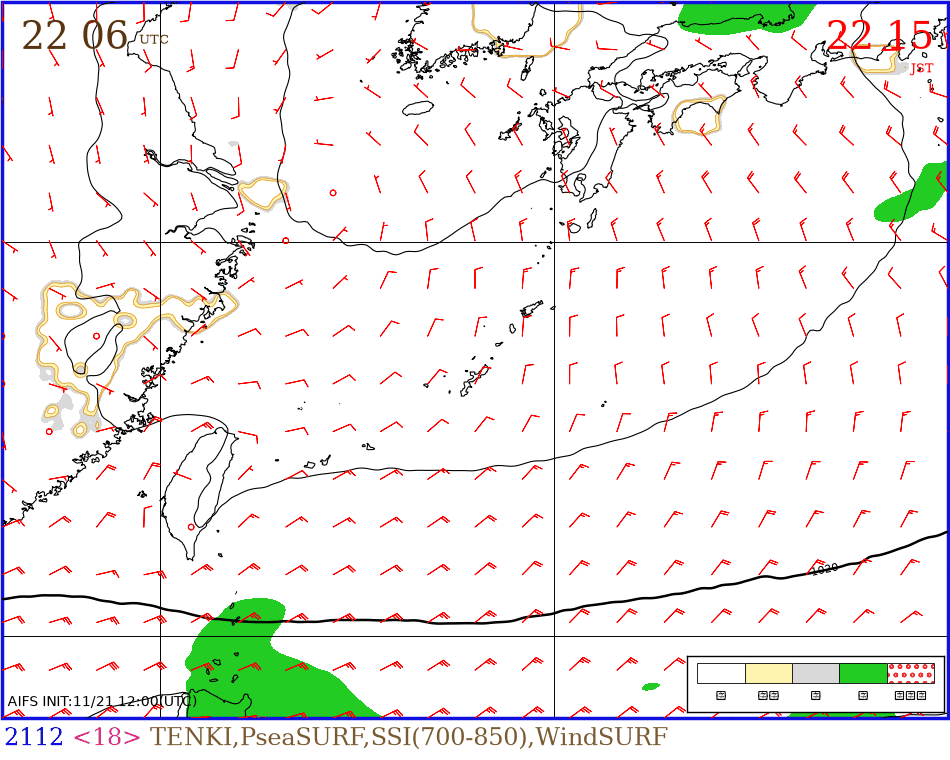 22 06 UTC
22 15 JST
1020
AIFS INIT:11/21 12:00(UTC)
2112 <18> TENKI,PseaSURF,SSI(700-850),WindSURF